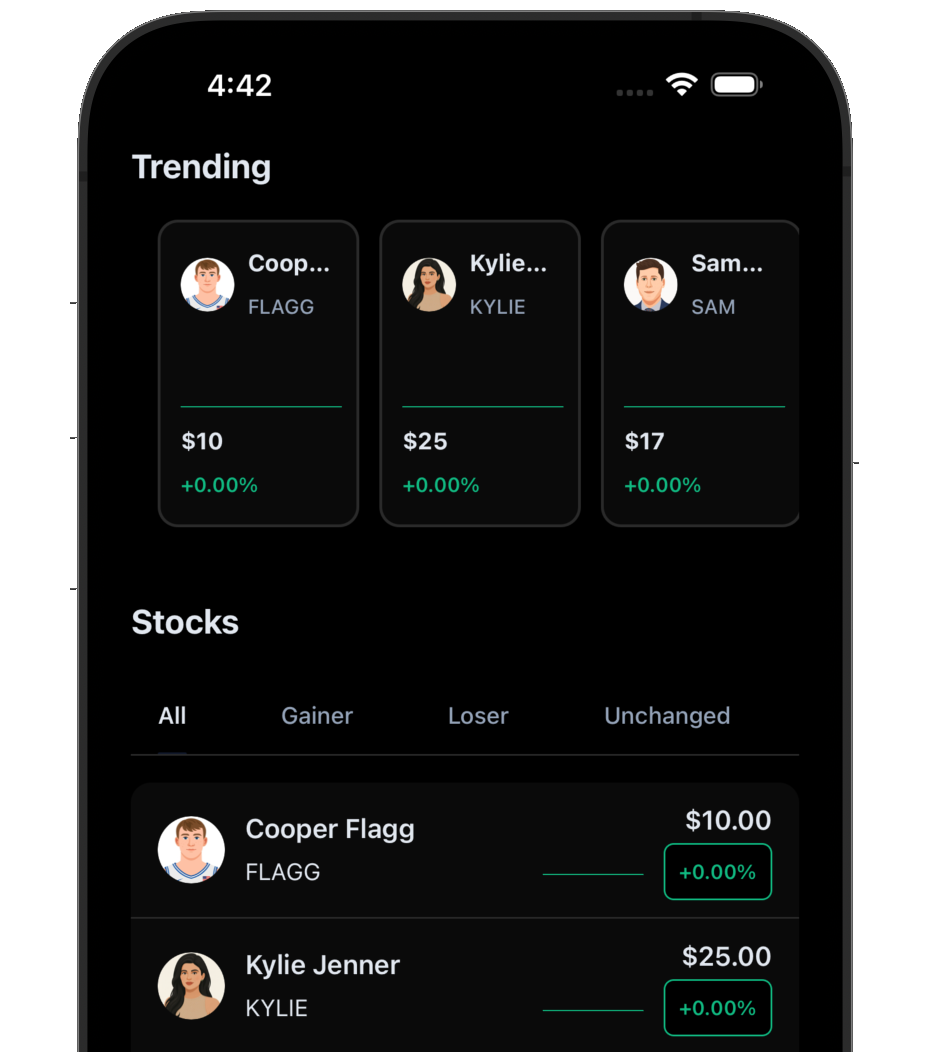 4:42
Trending
Coop...
FLAGG
$10
+0.00%
Kylie...
KYLIE
$25
+0.00%
Sam...
SAM
$17
+0.00%
Stocks
All Gainer Loser Unchanged
Cooper Flagg
FLAGG
$10.00
+0.00%
Kylie Jenner
KYLIE
$25.00
+0.00%